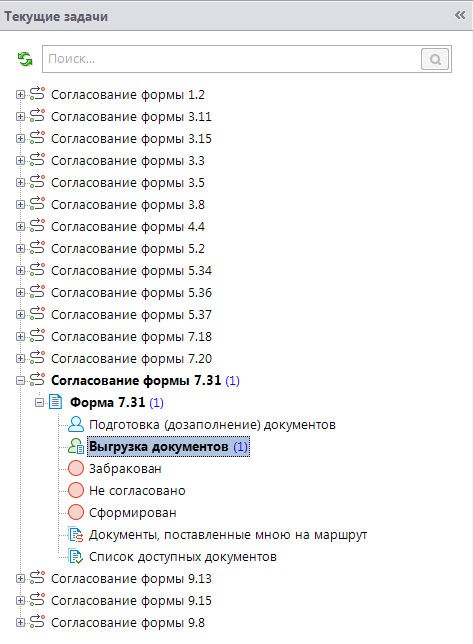 Текущие задачи
Поиск...
Согласование формы 1.2
Согласование формы 3.11
Согласование формы 3.15
Согласование формы 3.3
Согласование формы 3.5
Согласование формы 3.8
Согласование формы 4.4
Согласование формы 5.2
Согласование формы 5.34
Согласование формы 5.36
Согласование формы 5.37
Согласование формы 7.18
Согласование формы 7.20
Согласование формы 7.31 (1)
Форма 7.31 (1)
Подготовка (дозаполнение) документов
Выгрузка документов (1)
Забракован
Не согласовано
Сформирован
Документы, поставленные мною на маршрут
Список доступных документов
Согласование формы 9.13
Согласование формы 9.15
Согласование формы 9.8